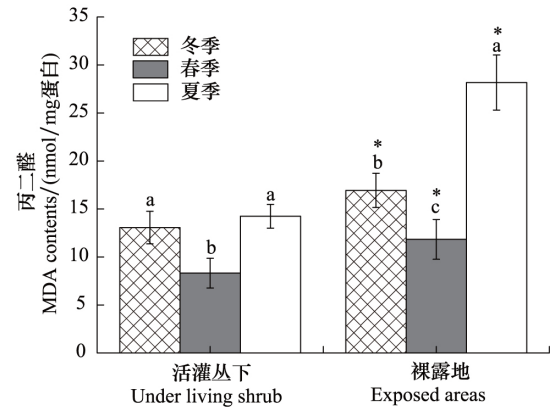 35
30
25
20
15
10
5
0
丙二醛
MDA contents/(nmol/mg蛋白)
冬季
春季
夏季
a
b
a
*
b
*
c
*
a
活灌丛下
Under living shrub
裸露地
Exposed areas